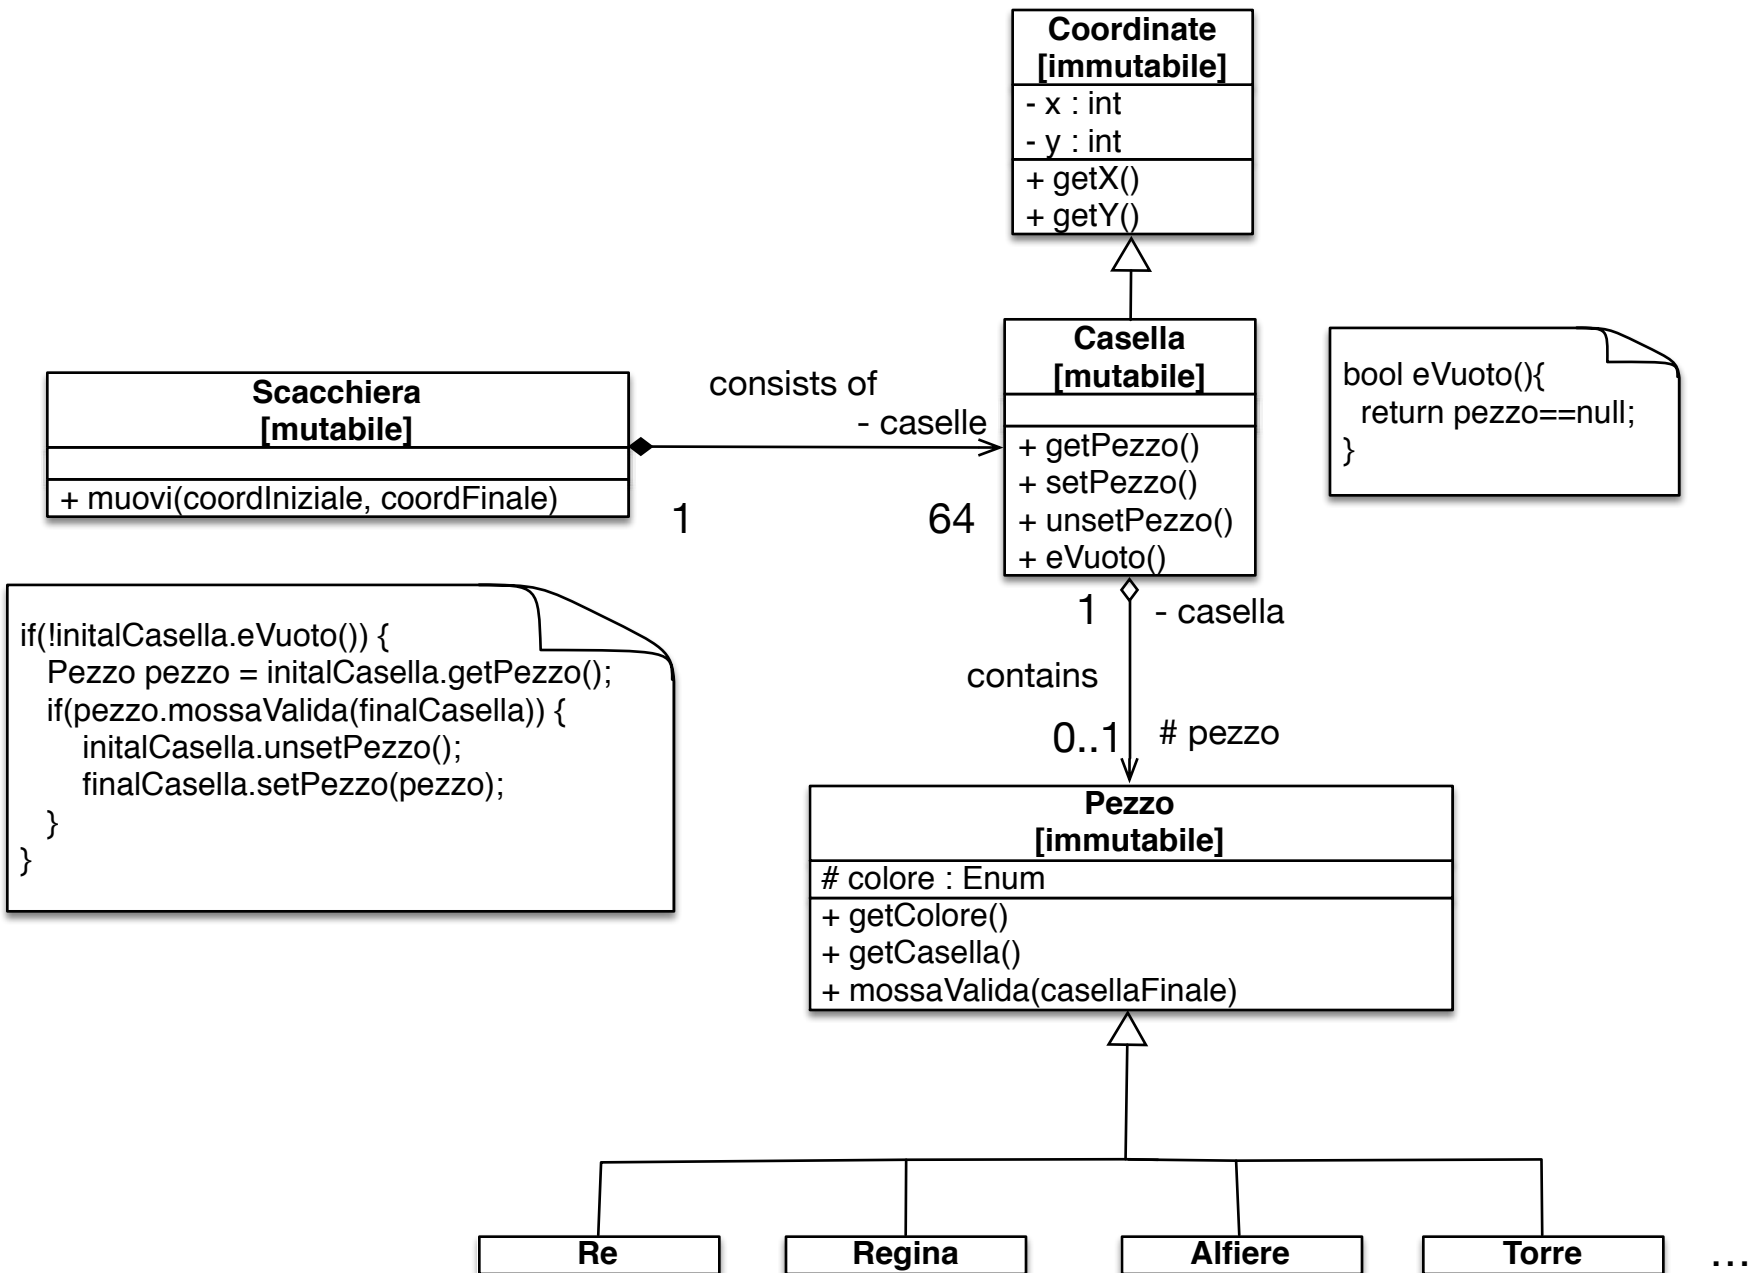 Coordinate
[immutabile]
- x : int
- y : int
+ getX()
+ getY()
Casella
[mutabile]
+ getPezzo()
+ setPezzo()
+ unsetPezzo()
+ eVuoto()
bool eVuoto(){
return pezzo==null;
}
Scacchiera
[mutabile]
+ muovi(coordIniziale, coordFinale)
consists of
- caselle
1
64
if(!initalCasella.eVuoto()) {
Pezzo pezzo = initalCasella.getPezzo();
if(pezzo.mossaValida(finalCasella)) {
initalCasella.unsetPezzo();
finalCasella.setPezzo(pezzo);
}
}
1
- casella
contains
0..1
# pezzo
Pezzo
[immutabile]
# colore : Enum
+ getColore()
+ getCasella()
+ mossaValida(casellaFinale)
Re
Regina
Alfiere
Torre
...